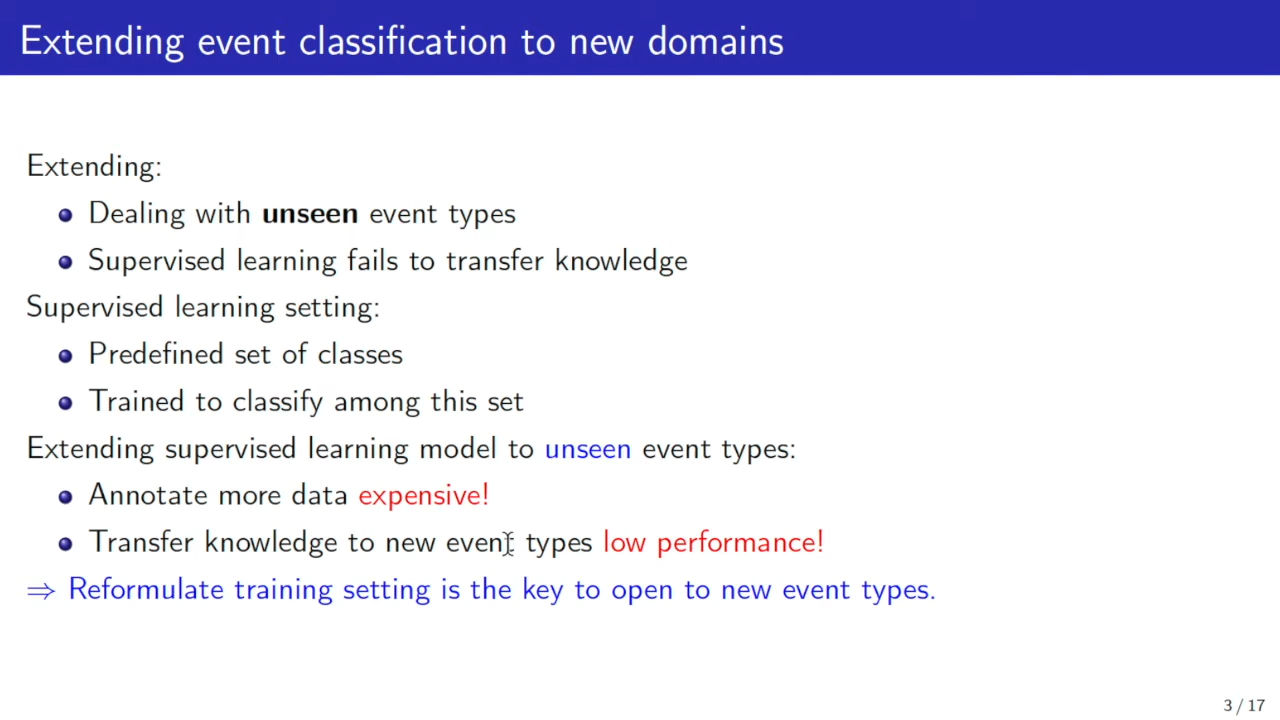 Extending event classification to new domains
Extending:
Dealing with unseen event types
Supervised learning fails to transfer knowledge
Supervised learning setting:
Predefined set of classes
Trained to classify among this set
Extending supervised learning model to unseen event types:
Annotate more data expensive!
Transfer knowledge to new event types low performance!
⇒ Reformulate training setting is the key to open to new event types.
3 / 17